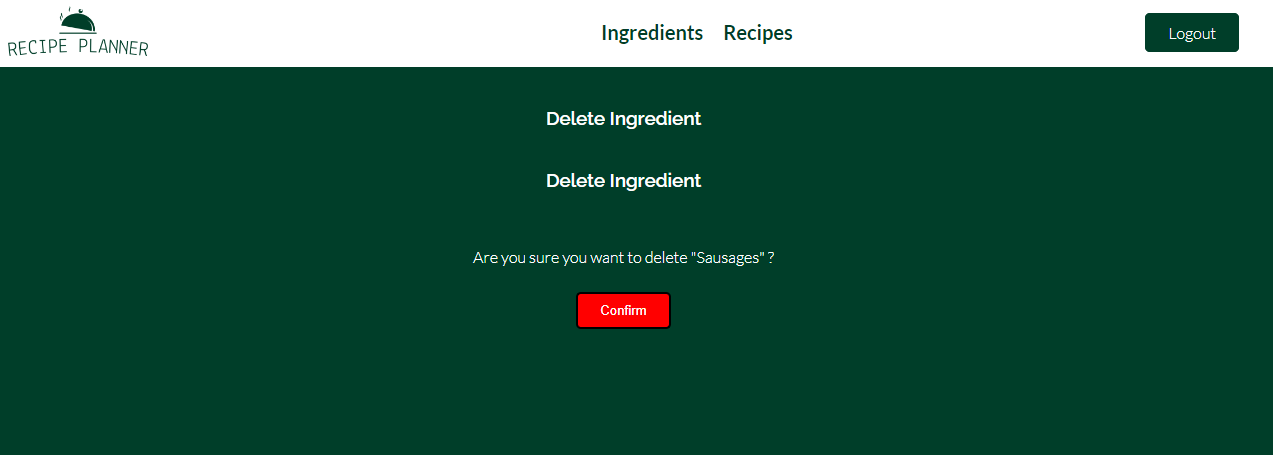 RECIPE PLANNER
Ingredients Recipes
Logout
Delete Ingredient
Delete Ingredient
Are you sure you want to delete "Sausages" ?
Confirm